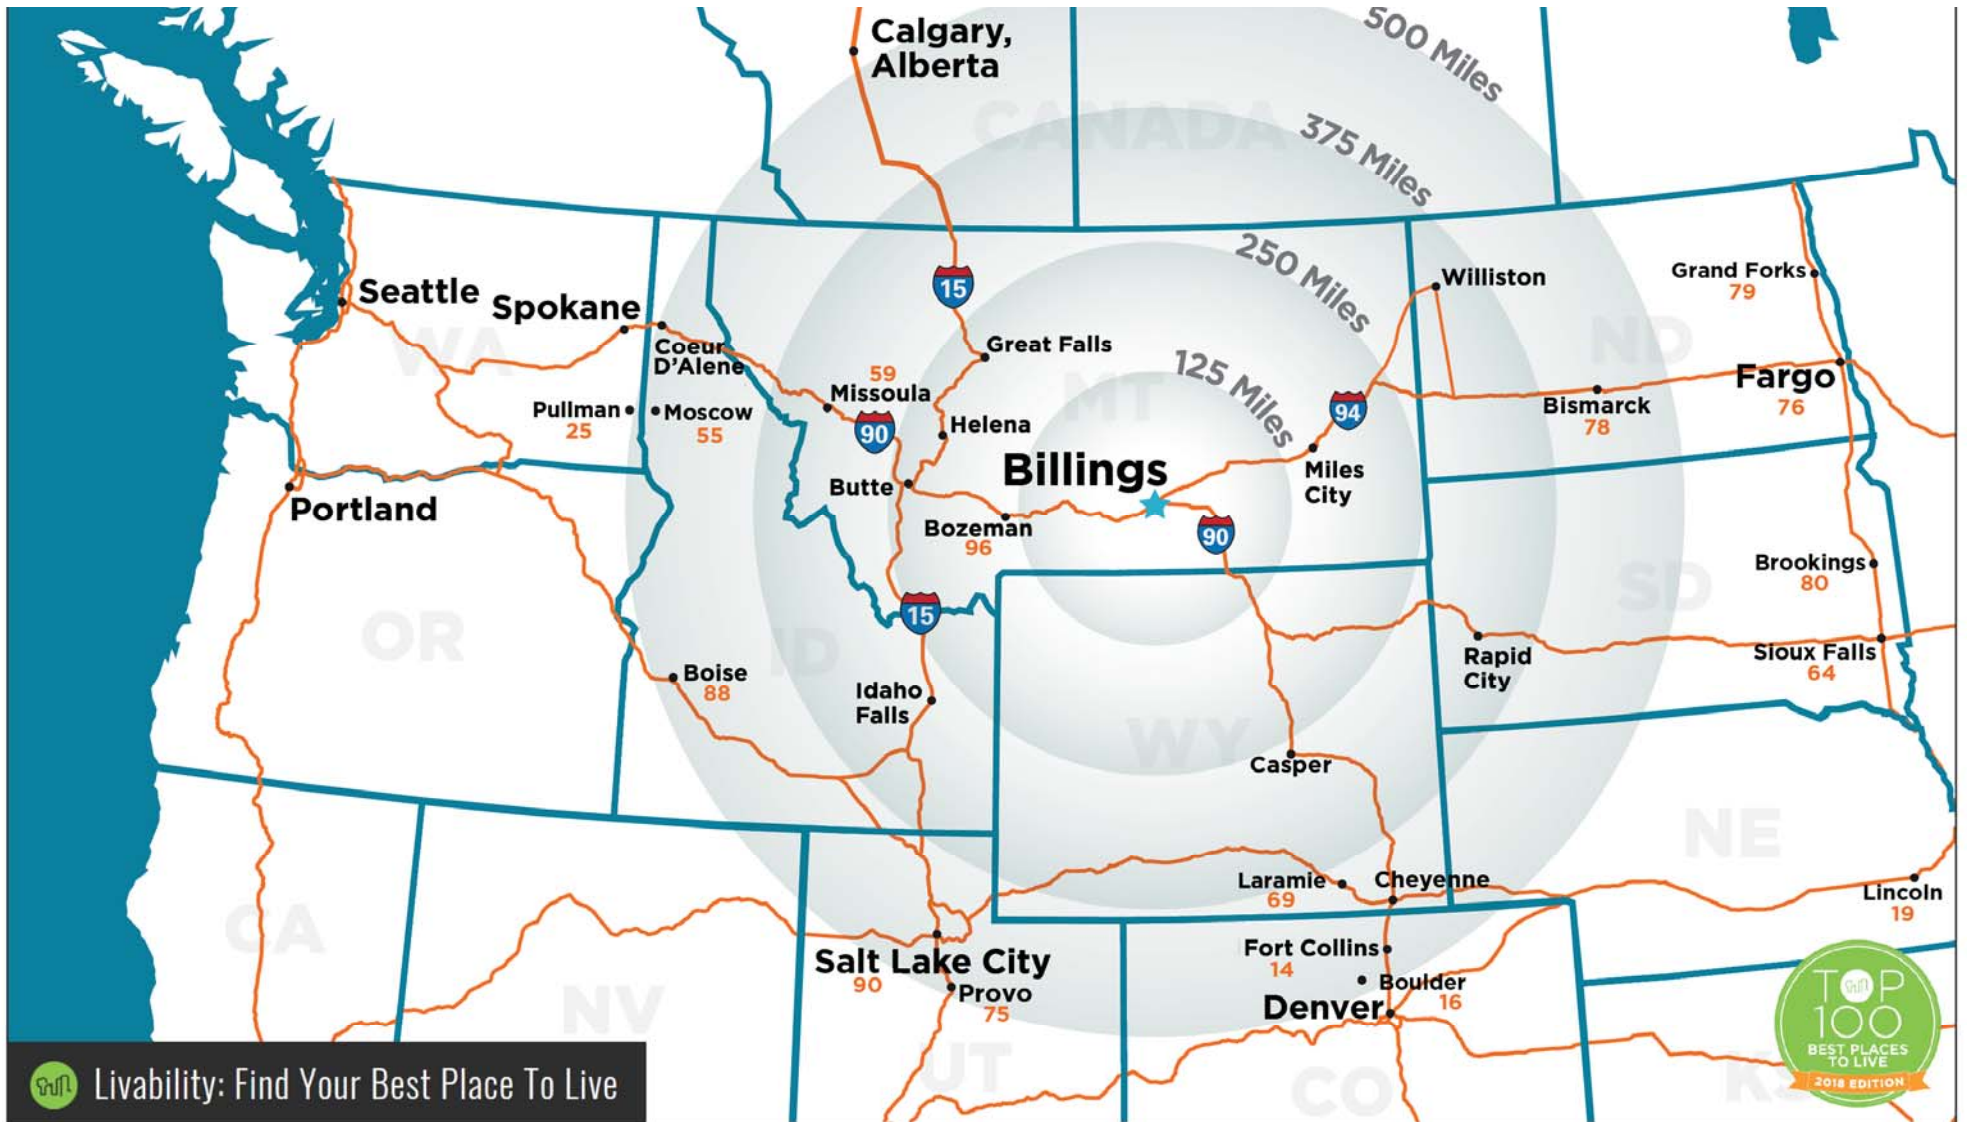 Calgary,
Alberta
500 Miles
CANADA
375 Miles
250 Miles
15
Williston
Grand Forks
79
Seattle
Spokane
WA
ND
Coeur
D'Alene
Great Falls
59
Missoula
125 Miles
MT
Fargo
76
Pullman
25
Moscow
55
90
Helena
94
Bismarck
78
Billings
Miles
City
Butte
Portland
Bozeman
96
90
Brookings
80
SD
OR
15
ID
Boise
88
Idaho
Falls
Rapid
City
Sioux Falls
64
WY
Casper
NE
Laramie
69
Cheyenne
Lincoln
19
CA
Salt Lake City
90
Provo
75
Fort Collins
14
Boulder
16
Denver
NV
UT
CO
KS
TOP
100
BEST PLACES
TO LIVE
2018 EDITION
Livability: Find Your Best Place To Live